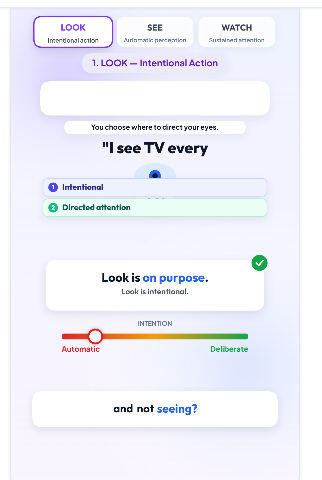 LOOK
Intentional action
SEE
Automatic perception
WATCH
Sustained attention
1. LOOK — Intentional Action
You choose where to direct your eyes.
"I see TV every
1 Intentional
2 Directed attention
Look is on purpose.
Look is intentional.
INTENTION
Automatic
Deliberate
and not seeing?